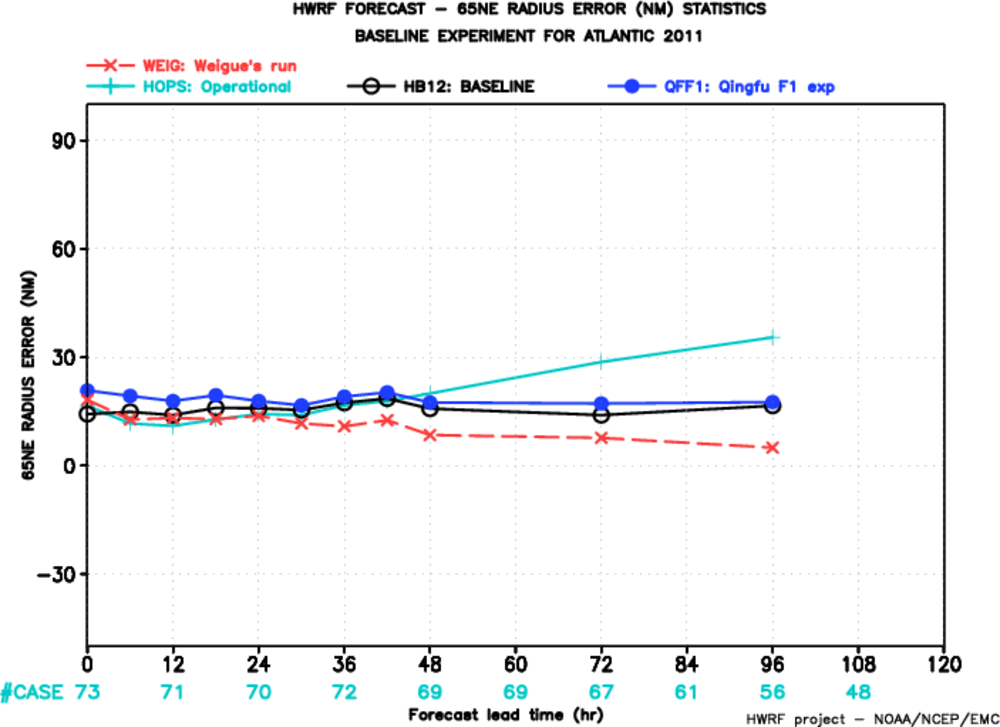 HWRF FORECAST – 65NE RADIUS ERROR (NM) STATISTICS
BASELINE EXPERIMENT FOR ATLANTIC 2011
WEIG: Weigue's run
HOPS: Operational HB12: BASELINE QFF1: Qingfu F1 exp
90
60
30
0
–30
65NE RADIUS ERROR (NM)
0 12 24 36 48 60 72 84 96 108 120
#CASE 73 71 70 72 69 69 67 61 56 48
Forecast lead time (hr)
HWRF project – NOAA/NCEP/EMC